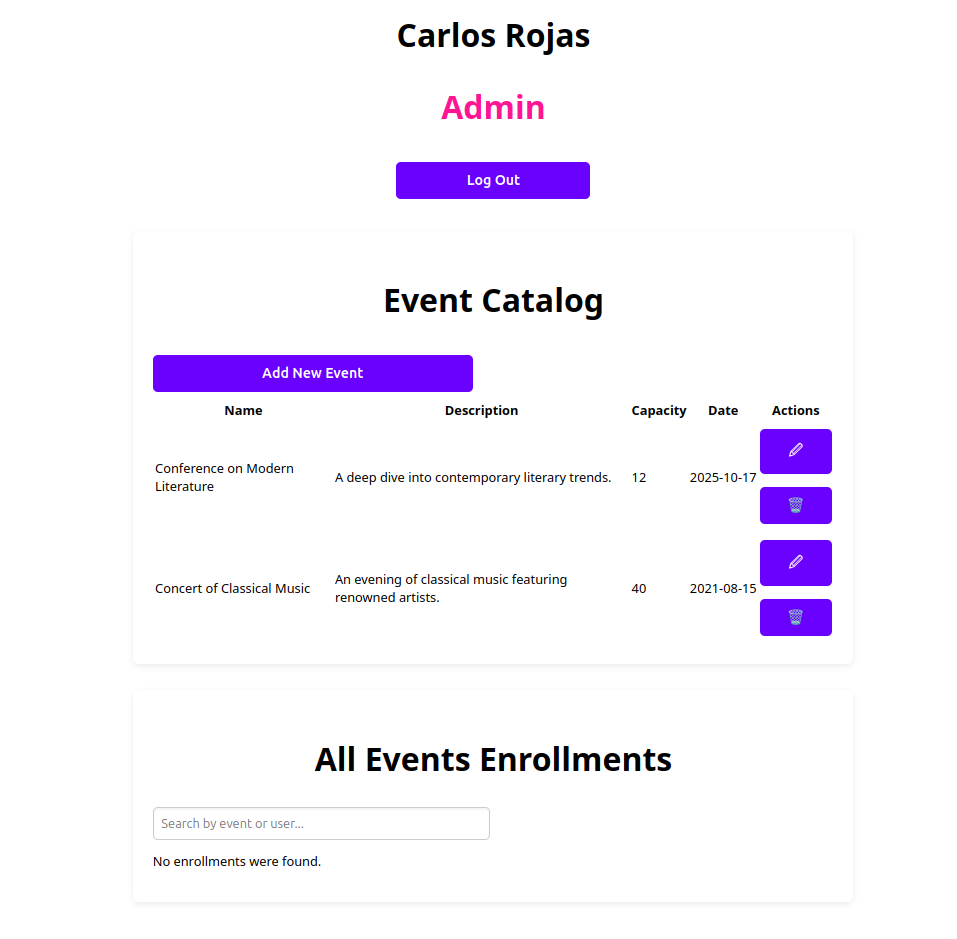 Carlos Rojas
Admin
Log Out
Event Catalog
Add New Event
Name Description Capacity Date Actions
Conference on Modern
Literature
A deep dive into contemporary literary trends.
12
2025-10-17
Concert of Classical Music
An evening of classical music featuring
renowned artists.
40
2021-08-15
All Events Enrollments
Search by event or user...
No enrollments were found.